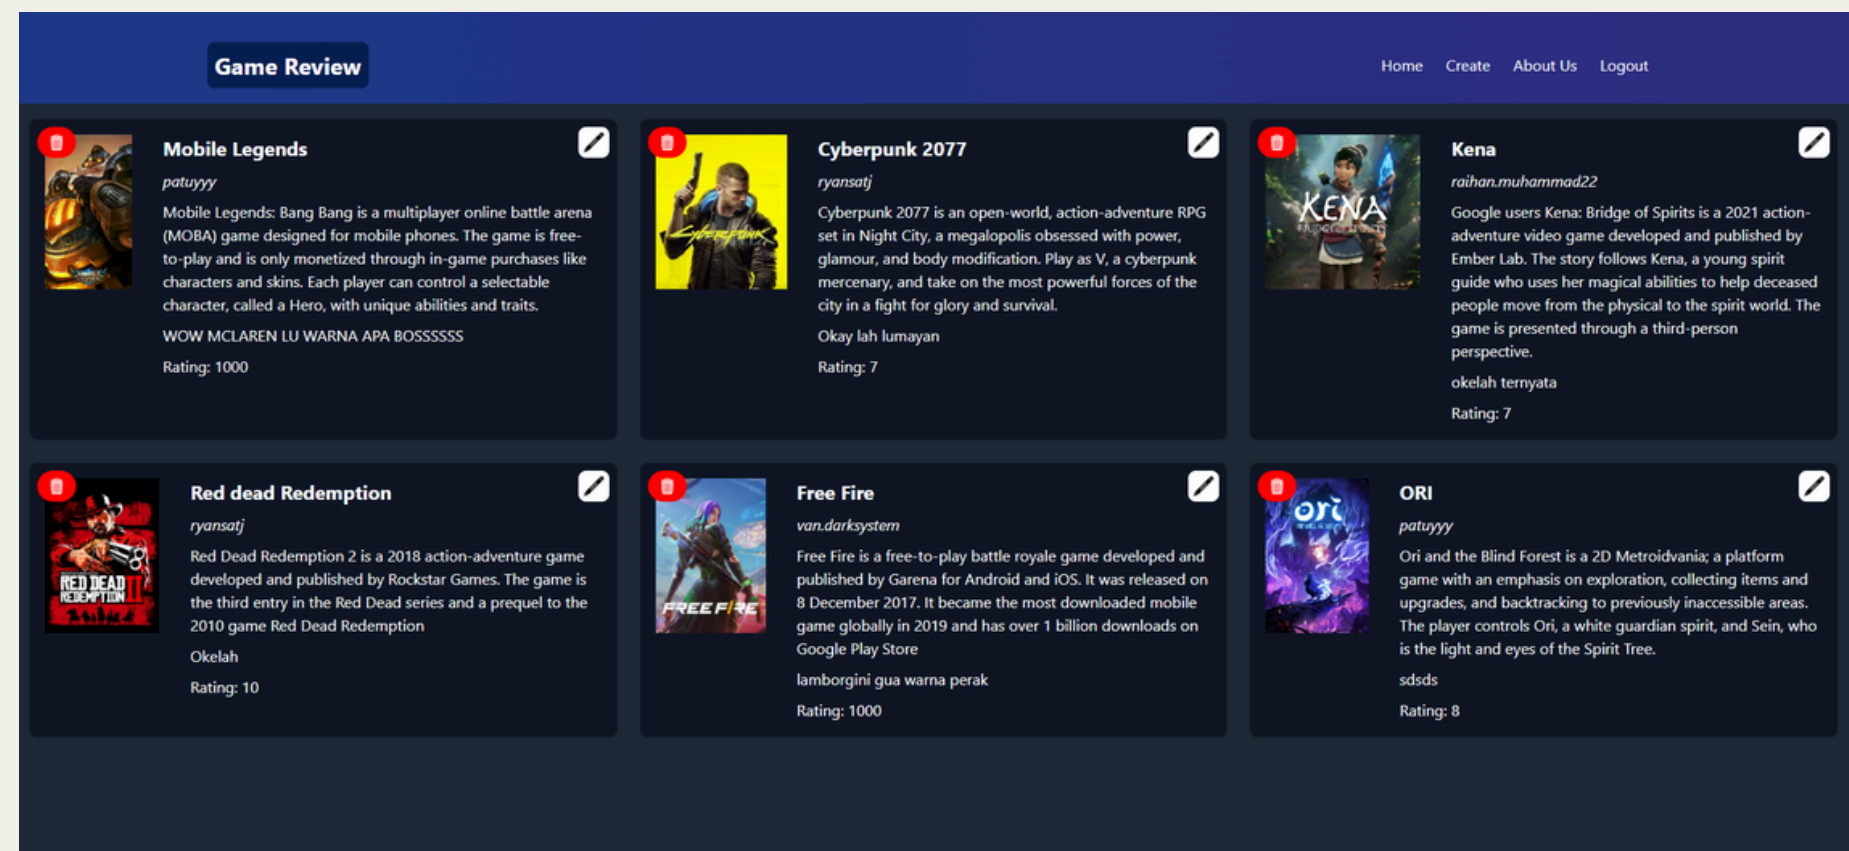 Game Review
Home Create About Us Logout
Mobile Legends
patuyyy
Mobile Legends: Bang Bang is a multiplayer online battle arena
(MOBA) game designed for mobile phones. The game is free-
to-play and is only monetized through in-game purchases like
characters and skins. Each player can control a selectable
character, called a Hero, with unique abilities and traits.
WOW MCLAREN LU WARNA APA BOSSSSSS
Rating: 1000
Cyberpunk
Cyberpunk 2077
ryansatj
Cyberpunk 2077 is an open-world, action-adventure RPG
set in Night City, a megalopolis obsessed with power,
glamour, and body modification. Play as V, a cyberpunk
mercenary, and take on the most powerful forces of the
city in a fight for glory and survival.
Okay lah lumayan
Rating: 7
KENA
Kena
raihan.muhammad22
Google users Kena: Bridge of Spirits is a 2021 action-
adventure video game developed and published by
Ember Lab. The story follows Kena, a young spirit
guide who uses her magical abilities to help deceased
people move from the physical to the spirit world. The
game is presented through a third-person
perspective.
okelah ternyata
Rating: 7
RED DEAD
REDEMPTION II
Red dead Redemption
ryansatj
Red Dead Redemption 2 is a 2018 action-adventure game
developed and published by Rockstar Games. The game is
the third entry in the Red Dead series and a prequel to the
2010 game Red Dead Redemption
Okelah
Rating: 10
FREE FIRE
Free Fire
van.darksystem
Free Fire is a free-to-play battle royale game developed and
published by Garena for Android and iOS. It was released on
8 December 2017. It became the most downloaded mobile
game globally in 2019 and has over 1 billion downloads on
Google Play Store
lamborgini gua warna perak
Rating: 1000
ori
ORI
patuyyy
Ori and the Blind Forest is a 2D Metroidvania; a platform
game with an emphasis on exploration, collecting items and
upgrades, and backtracking to previously inaccessible areas.
The player controls Ori, a white guardian spirit, and Sein, who
is the light and eyes of the Spirit Tree.
sdsds
Rating: 8